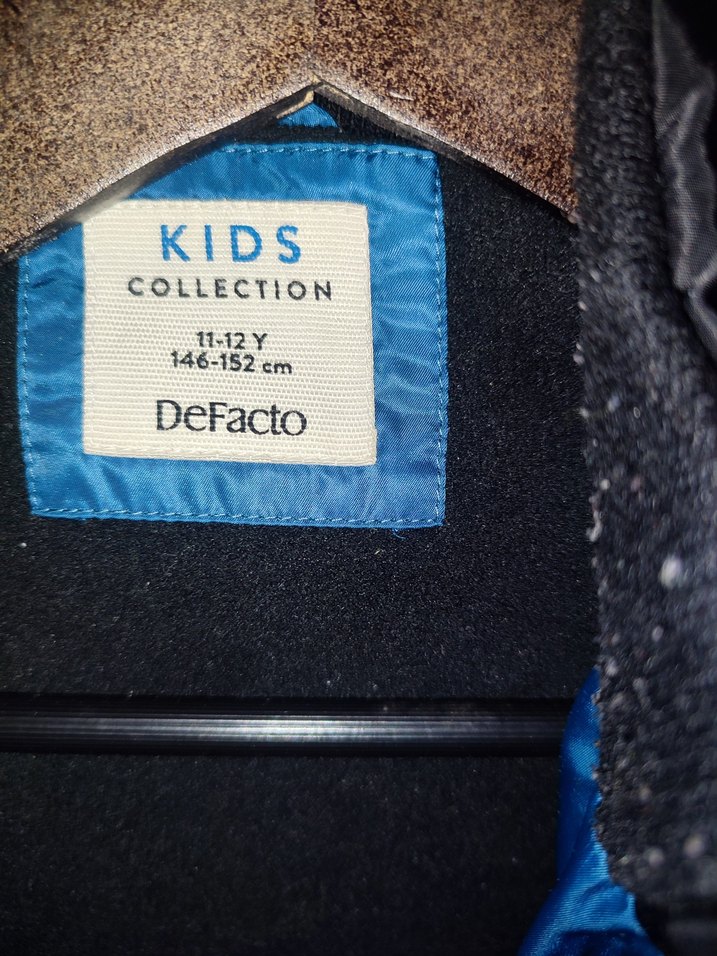 KIDS
COLLECTION
11-12 Y
146-152 cm
DeFacto